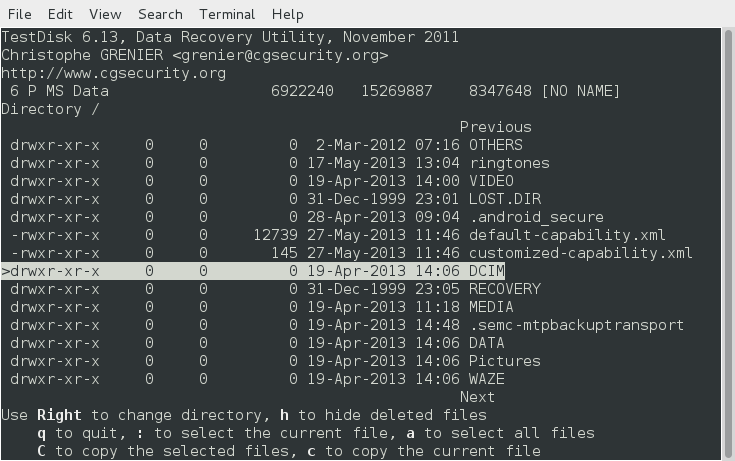 File Edit View Search Terminal Help
TestDisk 6.13, Data Recovery Utility, November 2011
Christophe GRENIER <grenier@cgsecurity.org>
http://www.cgsecurity.org
 6 P MS Data                  6922240   15269887    8347648 [NO NAME]
Directory /
                                                   Previous
 drwxr-xr-x     0     0         0  2-Mar-2012 07:16 OTHERS
 drwxr-xr-x     0     0         0 17-May-2013 13:04 ringtones
 drwxr-xr-x     0     0         0 19-Apr-2013 14:00 VIDEO
 drwxr-xr-x     0     0         0 31-Dec-1999 23:01 LOST.DIR
 drwxr-xr-x     0     0         0 28-Apr-2013 09:04 .android_secure
 -rwxr-xr-x     0     0     12739 27-May-2013 11:46 default-capability.xml
 -rwxr-xr-x     0     0       145 27-May-2013 11:46 customized-capability.xml
>drwxr-xr-x     0     0         0 19-Apr-2013 14:06 DCIM
 drwxr-xr-x     0     0         0 31-Dec-1999 23:05 RECOVERY
 drwxr-xr-x     0     0         0 19-Apr-2013 11:18 MEDIA
 drwxr-xr-x     0     0         0 19-Apr-2013 14:48 .semc-mtpbackuptransport
 drwxr-xr-x     0     0         0 19-Apr-2013 14:06 DATA
 drwxr-xr-x     0     0         0 19-Apr-2013 14:06 Pictures
 drwxr-xr-x     0     0         0 19-Apr-2013 14:06 WAZE
                                                   Next
Use Right to change directory, h to hide deleted files
    q to quit, : to select the current file, a to select all files
    C to copy the selected files, c to copy the current file